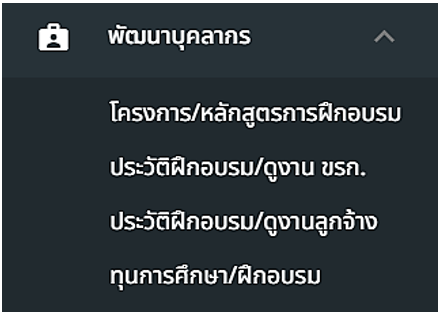 พัฒนาบุคลากร
โครงการ/หลักสูตรการฝึกอบรม
ประวัติฝึกอบรม/ดูงาน ขรก.
ประวัติฝึกอบรม/ดูงานลูกจ้าง
ทุนการศึกษา/ฝึกอบรม